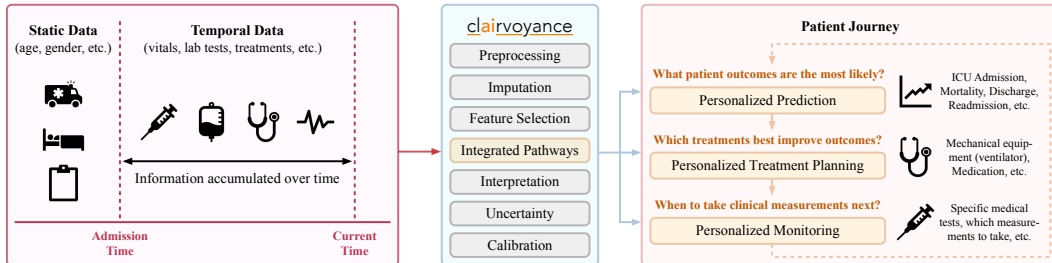 Static Data
(age, gender, etc.)
Temporal Data
(vitals, lab tests, treatments, etc.)
Information accumulated over time
Admission
Time
Current
Time
clairvoyance
Preprocessing
Imputation
Feature Selection
Integrated Pathways
Interpretation
Uncertainty
Calibration
Patient Journey
What patient outcomes are the most likely?
Personalized Prediction
ICU Admission,
Mortality, Discharge,
Readmission, etc.
Which treatments best improve outcomes?
Personalized Treatment Planning
Mechanical equip-
ment (ventilator),
Medication, etc.
When to take clinical measurements next?
Personalized Monitoring
Specific medical
tests, which measure-
ments to take, etc.